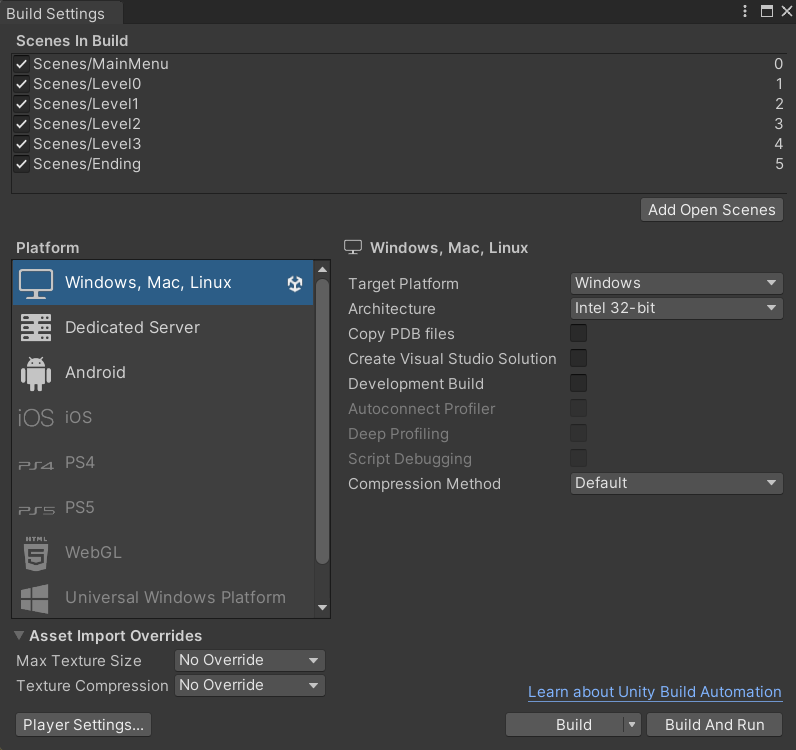 Build Settings
Scenes In Build
Scenes/MainMenu 0
Scenes/Level0 1
Scenes/Level1 2
Scenes/Level2 3
Scenes/Level3 4
Scenes/Ending 5
Add Open Scenes
Platform
Windows, Mac, Linux
Dedicated Server
Android
iOS iOS
PS4 PS4
PS5 PS5
HTML 5 WebGL
Universal Windows Platform
Windows, Mac, Linux
Target Platform Windows
Architecture Intel 32-bit
Copy PDB files
Create Visual Studio Solution
Development Build
Autoconnect Profiler
Deep Profiling
Script Debugging
Compression Method Default
Asset Import Overrides
Max Texture Size No Override
Texture Compression No Override
Learn about Unity Build Automation
Player Settings... Build Build And Run